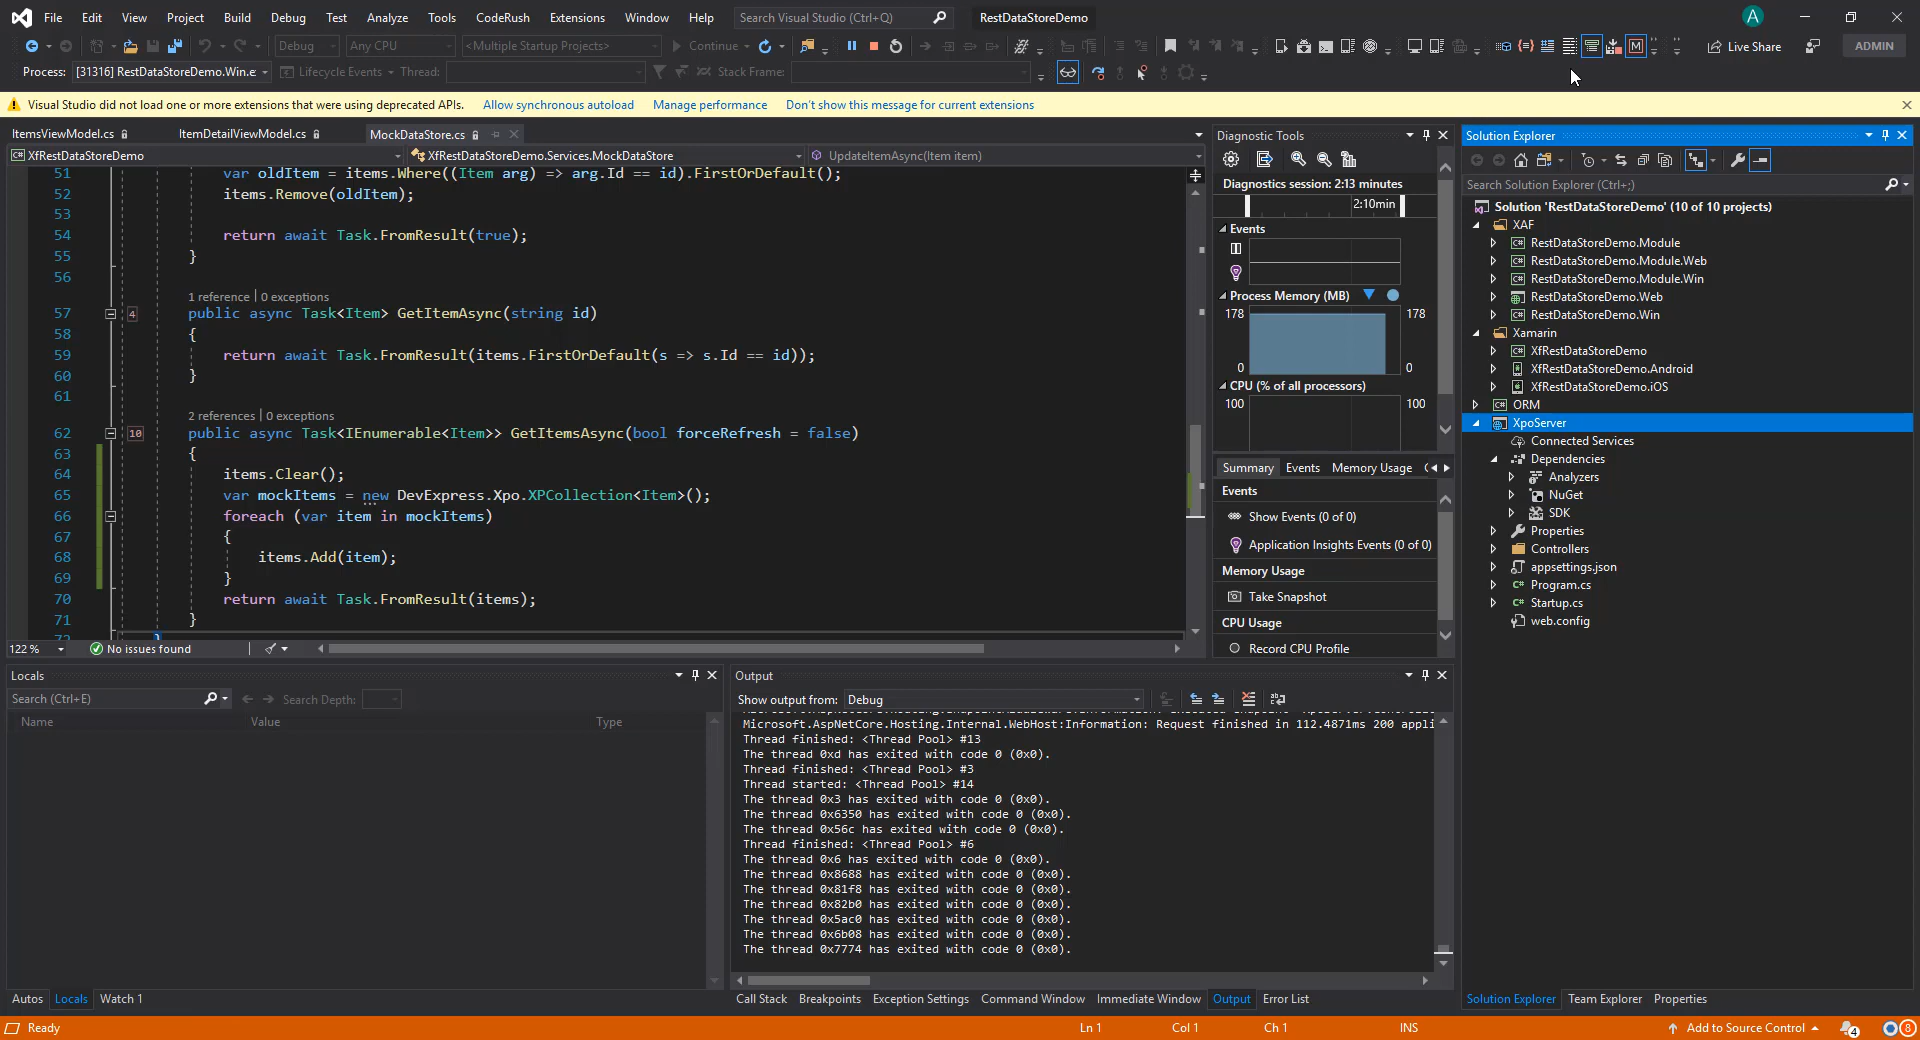 File Edit View Project Build Debug Test Analyze Tools CodeRush Extensions Window Help Search Visual Studio (Ctrl+Q) RestDataStoreDemo A
Debug Any CPU <Multiple Startup Projects> Continue Live Share ADMIN
Process: [31316] RestDataStoreDemo.Win.e Lifecycle Events Thread: Stack Frame:
Visual Studio did not load one or more extensions that were using deprecated APIs. Allow synchronous autoload Manage performance Don't show this message for current extensions
ItemsViewModel.cs ItemDetailViewModel.cs MockDataStore.cs
XfRestDataStoreDemo XfRestDataStoreDemo.Services.MockDataStore UpdateItemAsync(Item item)
51 var oldItem = items.Where((Item arg) => arg.Id == id).FirstOrDefault();
52 items.Remove(oldItem);
53
54 return await Task.FromResult(true);
55 }
56
1 reference | 0 exceptions
57 4 public async Task<Item> GetItemAsync(string id)
58 {
59 return await Task.FromResult(items.FirstOrDefault(s => s.Id == id));
60 }
61
2 references | 0 exceptions
62 10 public async Task<IEnumerable<Item>> GetItemsAsync(bool forceRefresh = false)
63 {
64 items.Clear();
65 var mockItems = new DevExpress.Xpo.XPCollection<Item>();
66 foreach (var item in mockItems)
67 {
68 items.Add(item);
69 }
70 return await Task.FromResult(items);
71 }
72 }
122 % No issues found
Diagnostic Tools
Diagnostics session: 2:13 minutes
2:10min
Events
Process Memory (MB)
178 178
0 0
CPU (% of all processors)
100 100
Summary Events Memory Usage
Events
Show Events (0 of 0)
Application Insights Events (0 of 0)
Memory Usage
Take Snapshot
CPU Usage
Record CPU Profile
Solution Explorer
Search Solution Explorer (Ctrl+;)
Solution 'RestDataStoreDemo' (10 of 10 projects)
XAF
RestDataStoreDemo.Module
RestDataStoreDemo.Module.Web
RestDataStoreDemo.Module.Win
RestDataStoreDemo.Web
RestDataStoreDemo.Win
Xamarin
XfRestDataStoreDemo
XfRestDataStoreDemo.Android
XfRestDataStoreDemo.iOS
ORM
XpoServer
Connected Services
Dependencies
Analyzers
NuGet
SDK
Properties
Controllers
appsettings.json
Program.cs
Startup.cs
web.config
Locals
Search (Ctrl+E) Search Depth:
Name Value Type
Autos Locals Watch 1
Output
Show output from: Debug
Microsoft.AspNetCore.Hosting.Internal.WebHost:Information: Request finished in 112.4871ms 200 appli
Thread finished: <Thread Pool> #13
The thread 0xd has exited with code 0 (0x0).
Thread finished: <Thread Pool> #3
Thread started: <Thread Pool> #14
The thread 0x3 has exited with code 0 (0x0).
The thread 0x6350 has exited with code 0 (0x0).
The thread 0x56c has exited with code 0 (0x0).
Thread finished: <Thread Pool> #6
The thread 0x6 has exited with code 0 (0x0).
The thread 0x8688 has exited with code 0 (0x0).
The thread 0x81f8 has exited with code 0 (0x0).
The thread 0x82b0 has exited with code 0 (0x0).
The thread 0x5ac0 has exited with code 0 (0x0).
The thread 0x6b08 has exited with code 0 (0x0).
The thread 0x7774 has exited with code 0 (0x0).
Call Stack Breakpoints Exception Settings Command Window Immediate Window Output Error List
Solution Explorer Team Explorer Properties
Ready Ln 1 Col 1 Ch 1 INS Add to Source Control 4 8